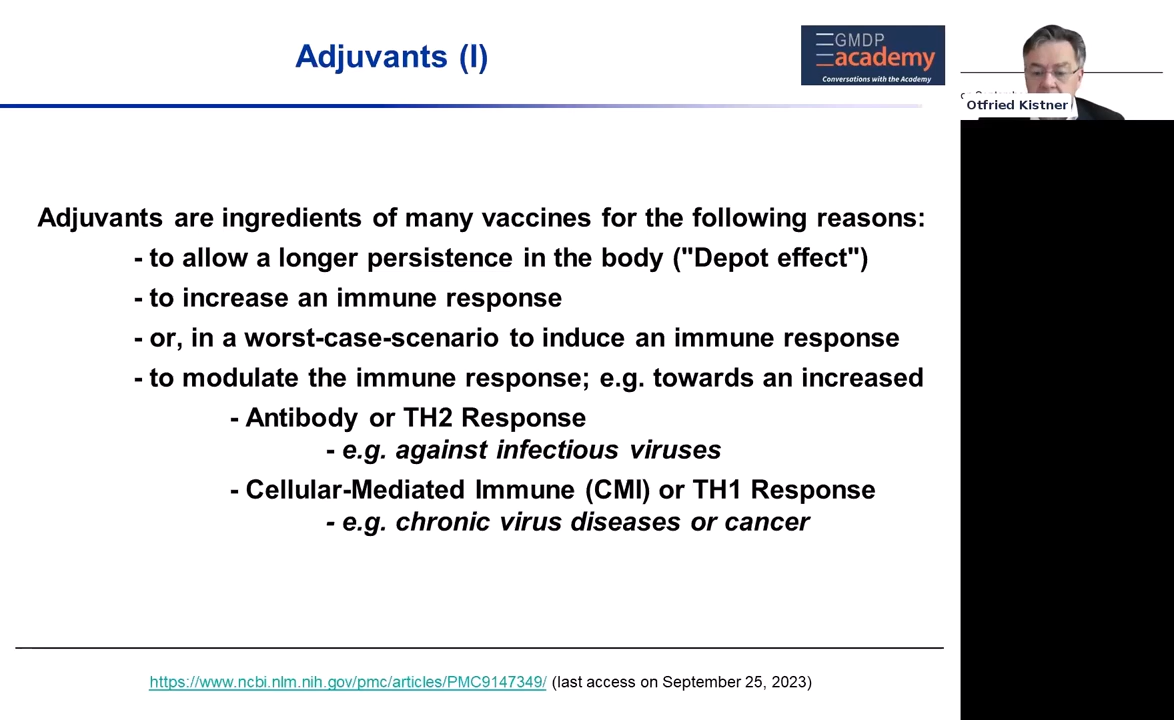 Adjuvants (I)
GMDP
academy
Conversations with the Academy
Otfried Kistner
Adjuvants are ingredients of many vaccines for the following reasons:
- to allow a longer persistence in the body ("Depot effect")
- to increase an immune response
- or, in a worst-case-scenario to induce an immune response
- to modulate the immune response; e.g. towards an increased
- Antibody or TH2 Response
- e.g. against infectious viruses
- Cellular-Mediated Immune (CMI) or TH1 Response
- e.g. chronic virus diseases or cancer
https://www.ncbi.nlm.nih.gov/pmc/articles/PMC9147349/ (last access on September 25, 2023)